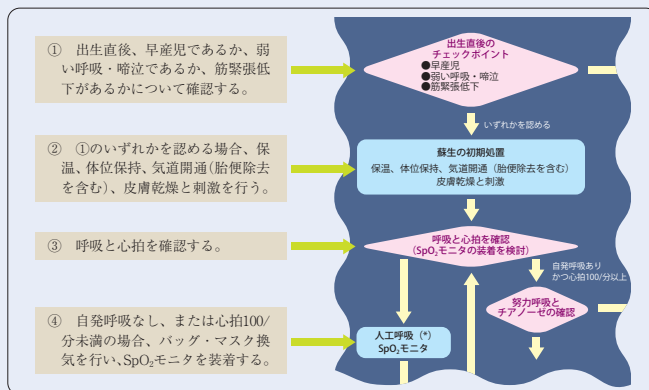 ① 出生直後、早産児であるか、弱
い呼吸・啼泣であるか、筋緊張低
下があるかについて確認する。
② ①のいずれかを認める場合、保
温、体位保持、気道開通（胎便除去
を含む）、皮膚乾燥と刺激を行う。
③ 呼吸と心拍を確認する。
④ 自発呼吸なし、または心拍100/
分未満の場合、バッグ・マスク換
気を行い、SpO₂モニタを装着する。
出生直後の
チェックポイント
●早産児
●弱い呼吸・啼泣
●筋緊張低下
いずれかを認める
蘇生の初期処置
保温、体位保持、気道開通（胎便除去を含む）
皮膚乾燥と刺激
呼吸と心拍を確認
（SpO₂モニタの装着を検討）
自発呼吸あり
かつ心拍100/分以上
努力呼吸と
チアノーゼの確認
人工呼吸（*）
SpO₂モニタ